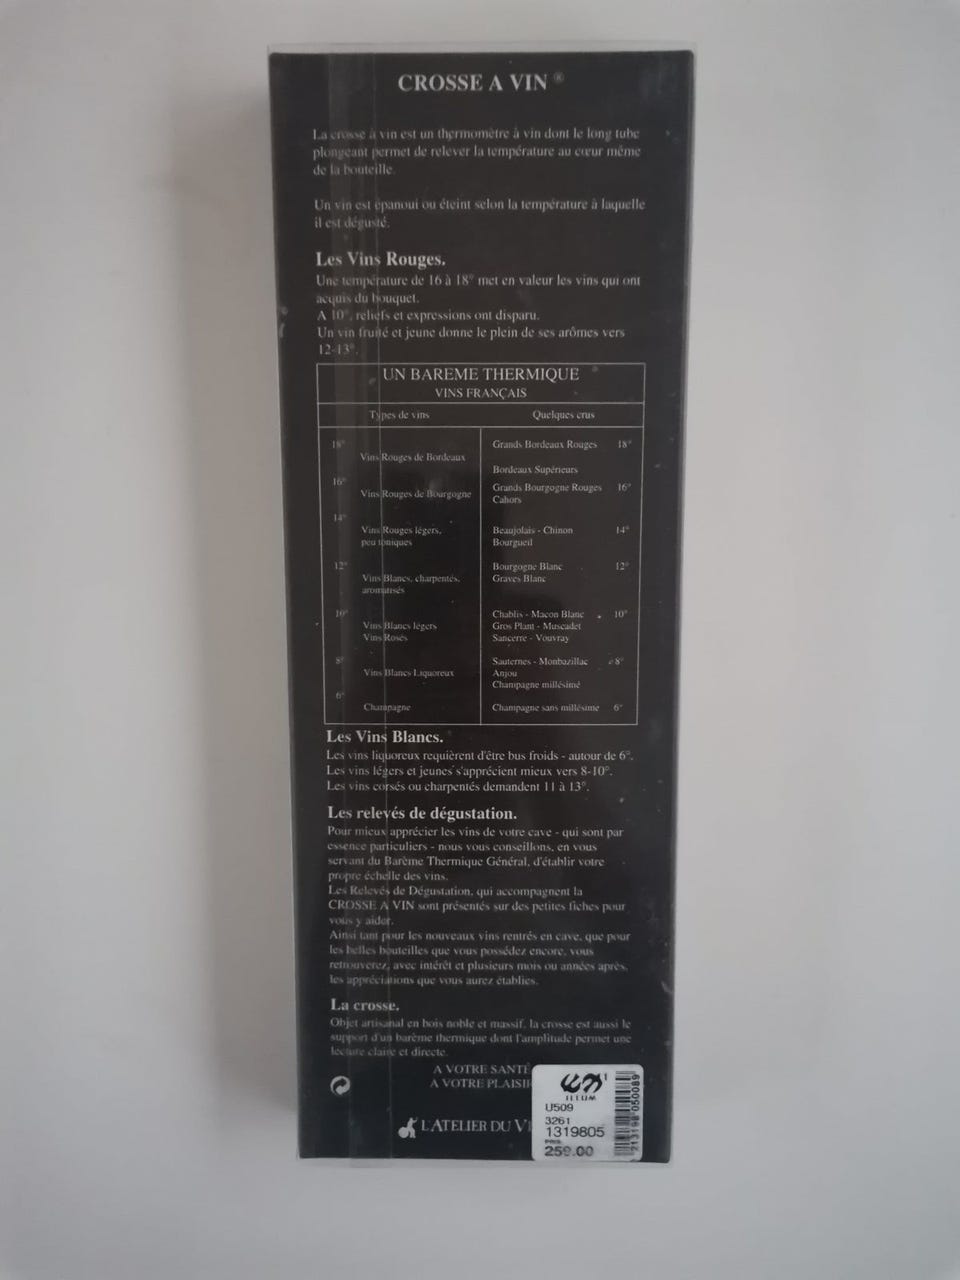 CROSSE A VIN ®
La crosse à vin est un thermomètre à vin dont le long tube
plongeant permet de relever la température au cœur même
de la bouteille.
Un vin est épanoui ou éteint selon la température à laquelle
il est dégusté.
Les Vins Rouges.
Une température de 16 à 18° met en valeur les vins qui ont
acquis du bouquet.
A 10°, reliefs et expressions ont disparu.
Un vin fruité et jeune donne le plein de ses arômes vers
12-13°.
UN BAREME THERMIQUE
VINS FRANÇAIS
Types de vins Quelques crus
18° Grands Bordeaux Rouges 18°
Vins Rouges de Bordeaux
Bordeaux Supérieurs
16° Grands Bourgogne Rouges 16°
Vins Rouges de Bourgogne Cahors
14°
Vins Rouges légers, Beaujolais - Chinon 14°
peu toniques Bourgueil
12° Bourgogne Blanc 12°
Vins Blancs, charpentés, Graves Blanc
aromatisés
10° Chablis - Macon Blanc 10°
Vins Blancs légers Gros Plant - Muscadet
Vins Rosés Sancerre - Vouvray
8° Sauternes - Monbazillac 8°
Vins Blancs Liquoreux Anjou
Champagne millésimé
6°
Champagne Champagne sans millésime 6°
Les Vins Blancs.
Les vins liquoreux requièrent d'être bus froids - autour de 6°.
Les vins légers et jeunes s'apprécient mieux vers 8-10°.
Les vins corsés ou charpentés demandent 11 à 13°.
Les relevés de dégustation.
Pour mieux apprécier les vins de votre cave - qui sont par
essence particuliers - nous vous conseillons, en vous
servant du Barème Thermique Général, d'établir votre
propre échelle des vins.
Les Relevés de Dégustation, qui accompagnent la
CROSSE A VIN sont présentés sur des petites fiches pour
vous y aider.
Ainsi tant pour les nouveaux vins rentrés en cave, que pour
les belles bouteilles que vous possédez encore, vous
retrouverez, avec intérêt et plusieurs mois ou années après,
les appréciations que vous aurez établies.
La crosse.
Objet artisanal en bois noble et massif, la crosse est aussi le
support d'un barème thermique dont l'amplitude permet une
lecture claire et directe.
A VOTRE SANTÉ
A VOTRE PLAISI
L'ATELIER DU V
ILLUM
U509
3261
1319805
PRIS
259.00